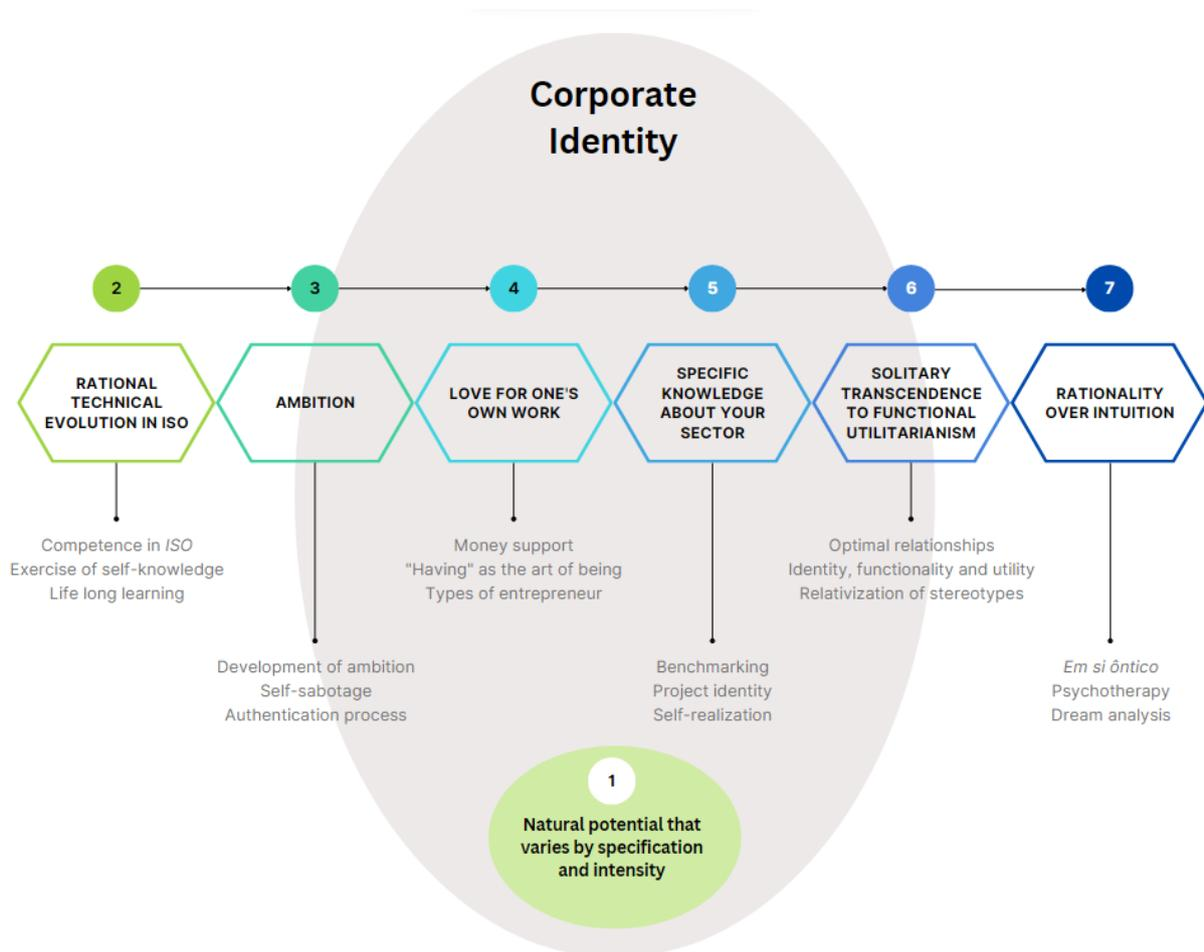 Corporate
Identity
2
3
4
5
6
7
RATIONAL
TECHNICAL
EVOLUTION IN ISO
AMBITION
LOVE FOR ONE'S
OWN WORK
SPECIFIC
KNOWLEDGE
ABOUT YOUR
SECTOR
SOLITARY
TRANSCENDENCE
TO FUNCTIONAL
UTILITARIANISM
RATIONALITY
OVER INTUITION
Competence in ISO
Exercise of self-knowledge
Life long learning
Development of ambition
Self-sabotage
Authentication process
Money support
"Having" as the art of being
Types of entrepreneur
Benchmarking
Project identity
Self-realization
Optimal relationships
Identity, functionality and utility
Relativization of stereotypes
Em si ôntico
Psychotherapy
Dream analysis
1
Natural potential that
varies by specification
and intensity